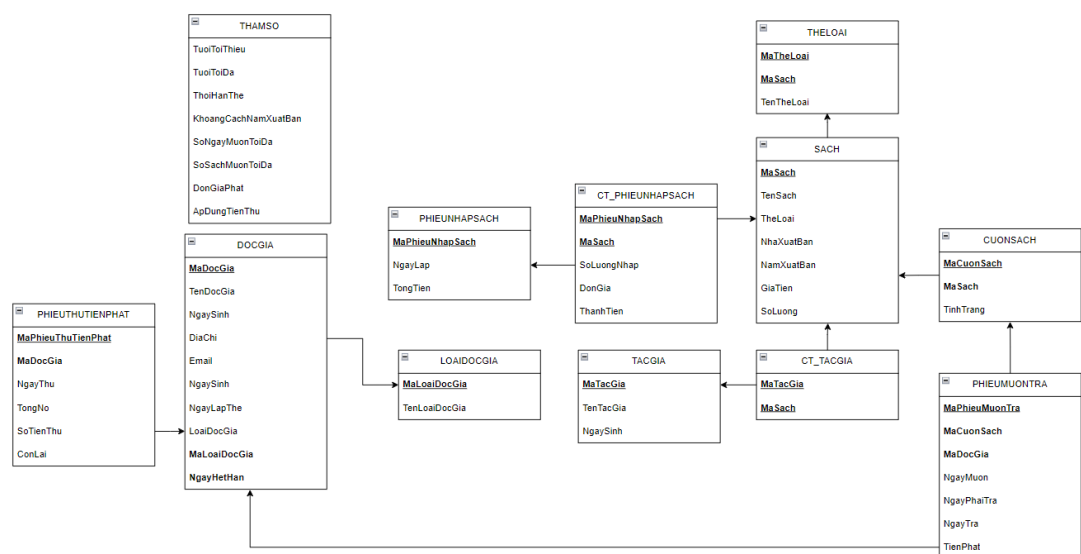 THAMSO
TuoiToiThieu
TuoiToiDa
ThoiHanThe
KhoangCachNamXuatBan
SoNgayMuonToiDa
SoSachMuonToiDa
DonGiaPhat
ApDungTienThu
THELOAI
MaTheLoai
MaSach
TenTheLoai
SACH
MaSach
TenSach
TheLoai
NhaXuatBan
NamXuatBan
GiaTien
SoLuong
CT_PHIEUNHAPSACH
MaPhieuNhapSach
MaSach
SoLuongNhap
DonGia
ThanhTien
PHIEUNHAPSACH
MaPhieuNhapSach
NgayLap
TongTien
DOCGIA
MaDocGia
TenDocGia
NgaySinh
DiaChi
Email
NgaySinh
NgayLapThe
LoaiDocGia
MaLoaiDocGia
NgayHetHan
CUONSACH
MaCuonSach
MaSach
TinhTrang
PHIEUTHUTIENPHAT
MaPhieuThuTienPhat
MaDocGia
NgayThu
TongNo
SoTienThu
ConLai
LOAIDOCGIA
MaLoaiDocGia
TenLoaiDocGia
TACGIA
MaTacGia
TenTacGia
NgaySinh
CT_TACGIA
MaTacGia
MaSach
PHIEUMUONTRA
MaPhieuMuonTra
MaCuonSach
MaDocGia
NgayMuon
NgayPhaiTra
NgayTra
TienPhat